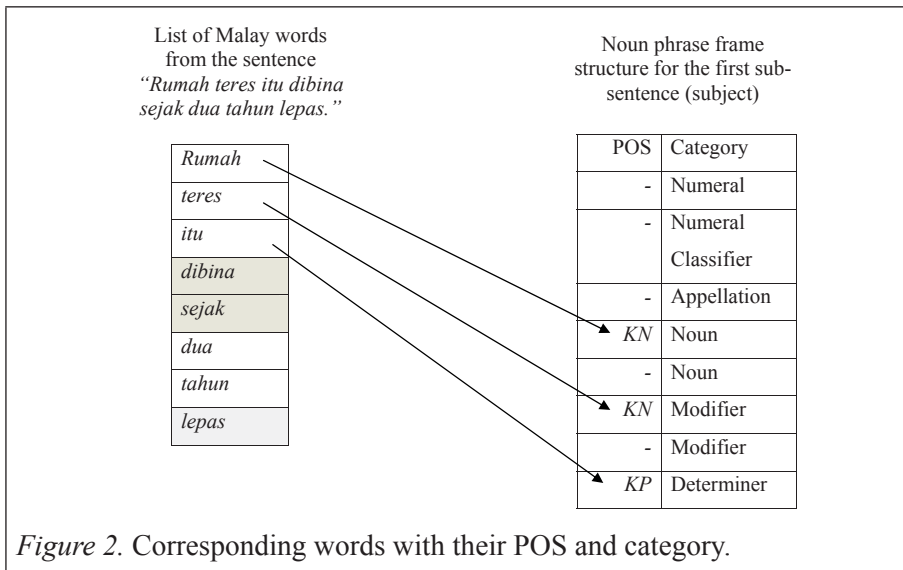 List of Malay words
from the sentence
“Rumah teres itu dibina
sejak dua tahun lepas.”
Rumah
teres
itu
dibina
sejak
dua
tahun
lepas
Noun phrase frame
structure for the first sub-
sentence (subject)
POS Category
- Numeral
- Numeral
Classifier
- Appellation
KN Noun
- Noun
KN Modifier
- Modifier
KP Determiner
Figure 2. Corresponding words with their POS and category.